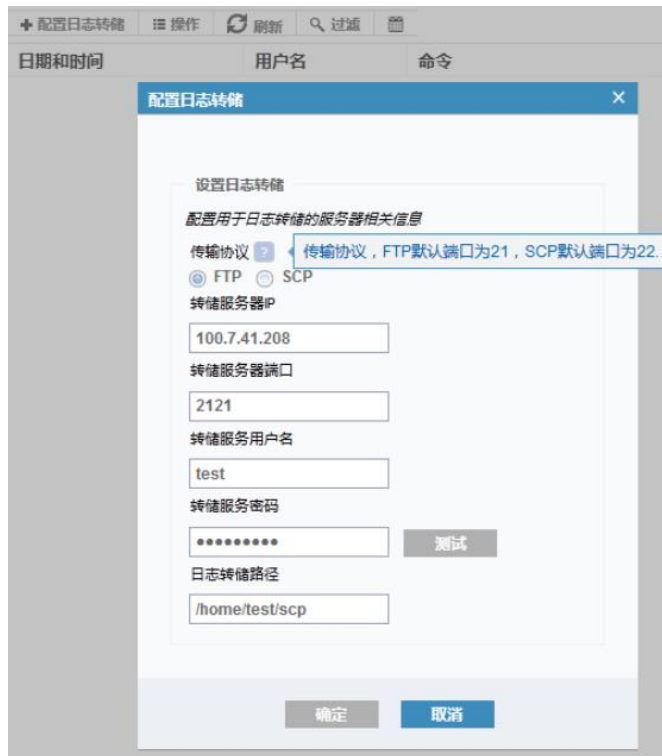 配置日志转储 操作 刷新 过滤
日期和时间 用户名 命令
配置日志转储
设置日志转储
配置用于日志转储的服务器相关信息
传输协议 ? 传输协议，FTP默认端口为21，SCP默认端口为22.
FTP SCP
转储服务器IP
100.7.41.208
转储服务器端口
2121
转储服务用户名
test
转储服务密码
●●●●●●●●●
测试
日志转储路径
/home/test/scp
确定 取消